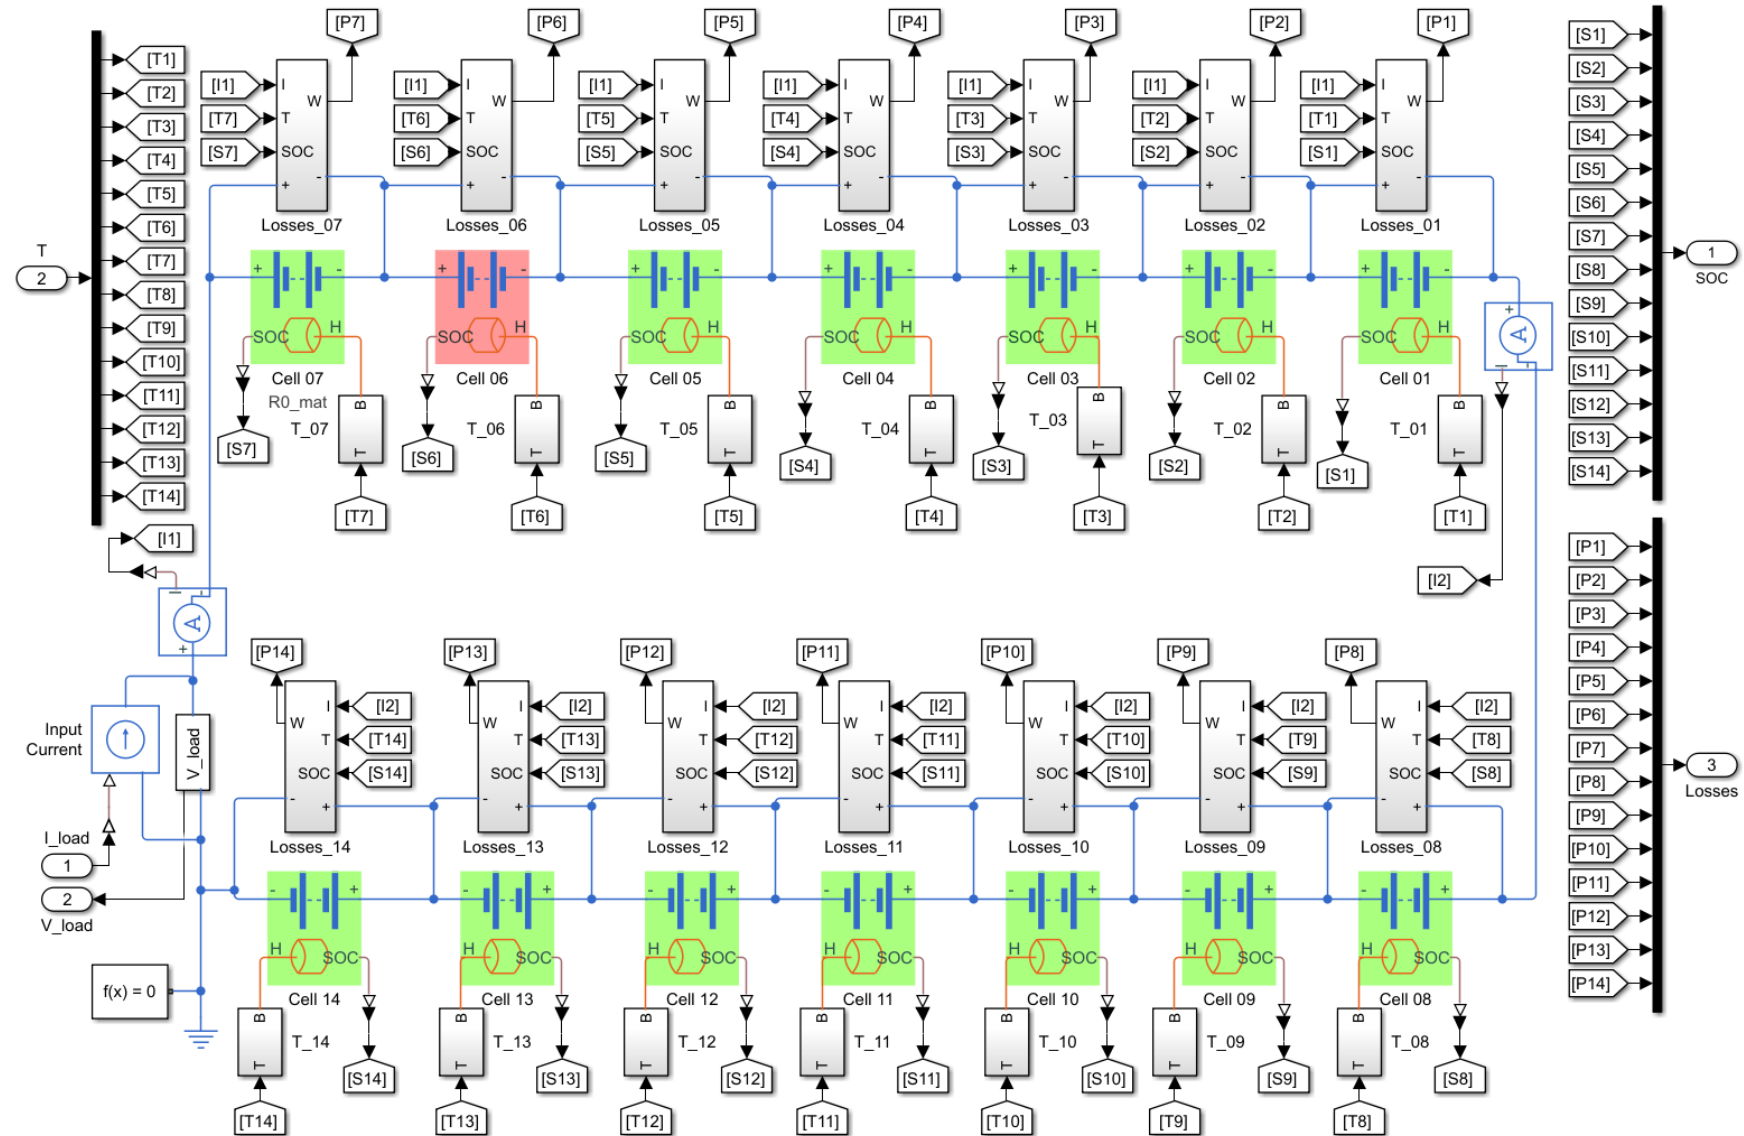 [P7] [P6] [P5] [P4] [P3] [P2] [P1]
T
2
[T1]
[T2]
[T3]
[T4]
[T5]
[T6]
[T7]
[T8]
[T9]
[T10]
[T11]
[T12]
[T13]
[T14]
[I1] I W [I1] I W [I1] I W [I1] I W [I1] I W [I1] I W [I1] I W
[T7] T [T6] T [T5] T [T4] T [T3] T [T2] T [T1] T
[S7] SOC [S6] SOC [S5] SOC [S4] SOC [S3] SOC [S2] SOC [S1] SOC
+ - + - + - + - + - + - + -
Losses_07 Losses_06 Losses_05 Losses_04 Losses_03 Losses_02 Losses_01
+ - + - + - + - + - + - + -
SOC H SOC H SOC H SOC H SOC H SOC H SOC H
Cell 07 Cell 06 Cell 05 Cell 04 Cell 03 Cell 02 Cell 01
R0_mat
T_07 T_06 T_05 T_04 T_03 T_02 T_01
B B B B B B B
T T T T T T T
[S7] [S6] [S5] [S4] [S3] [S2] [S1]
[T7] [T6] [T5] [T4] [T3] [T2] [T1]
+ A - I
[I2]
[I1]
I -
A
+
Input
Current
V_load
I_load
1
2
V_load
f(x) = 0
[P14] [P13] [P12] [P11] [P10] [P9] [P8]
W I [I2] W I [I2] W I [I2] W I [I2] W I [I2] W I [I2] W I [I2]
T [T14] T [T13] T [T12] T [T11] T [T10] T [T9] T [T8]
SOC [S14] SOC [S13] SOC [S12] SOC [S11] SOC [S10] SOC [S9] SOC [S8]
- + - + - + - + - + - + - +
Losses_14 Losses_13 Losses_12 Losses_11 Losses_10 Losses_09 Losses_08
- + - + - + - + - + - + - +
H SOC H SOC H SOC H SOC H SOC H SOC H SOC
Cell 14 Cell 13 Cell 12 Cell 11 Cell 10 Cell 09 Cell 08
B B B B B B B
T_14 T_13 T_12 T_11 T_10 T_09 T_08
T T T T T T T
[S14] [S13] [S12] [S11] [S10] [S9] [S8]
[T14] [T13] [T12] [T11] [T10] [T9] [T8]
[S1]
[S2]
[S3]
[S4]
[S5]
[S6]
[S7]
[S8]
[S9]
[S10]
[S11]
[S12]
[S13]
[S14]
1
SOC
[P1]
[P2]
[P3]
[P4]
[P5]
[P6]
[P7]
[P8]
[P9]
[P10]
[P11]
[P12]
[P13]
[P14]
3
Losses